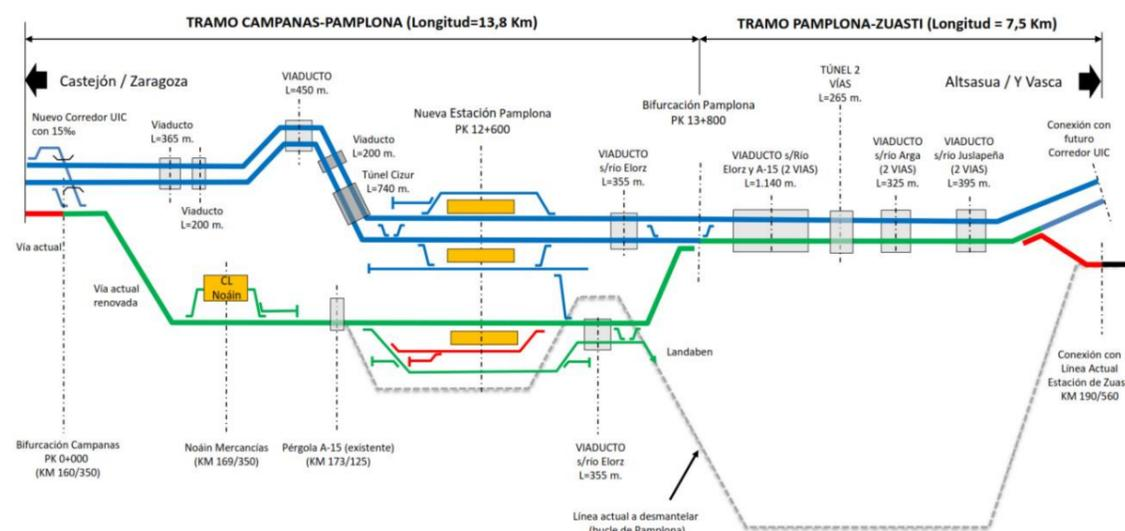 TRAMO CAMPANAS-PAMPLONA (Longitud=13,8 Km)
TRAMO PAMPLONA-ZUASTI (Longitud = 7,5 Km)
Castejón / Zaragoza
Altsasua / Y Vasca
Nuevo Corredor UIC
con 15‰
Viaducto
L=365 m.
VIADUCTO
L=450 m.
Viaducto
L=200 m.
Túnel Cizur
L=740 m.
Viaducto
L=200 m.
Nueva Estación Pamplona
PK 12+600
VIADUCTO
s/río Elorz
L=355 m.
Bifurcación Pamplona
PK 13+800
VIADUCTO s/Río
Elorz y A-15 (2 VIAS)
L=1.140 m.
TÚNEL 2
VÍAS
L=265 m.
VIADUCTO
s/río Arga
(2 VIAS)
L=325 m.
VIADUCTO
s/río Juslapeña
(2 VIAS)
L=395 m.
Conexión con
futuro
Corredor UIC
Vía actual
Vía actual
renovada
CL
Noáin
Landaben
Bifurcación Campanas
PK 0+000
(KM 160/350)
Noáin Mercancías
(KM 169/350)
Pérgola A-15 (existente)
(KM 173/125)
VIADUCTO
s/río Elorz
L=355 m.
Línea actual a desmantelar
(bucle de Pamplona)
Conexión con
Línea Actual
Estación de Zuas
KM 190/560